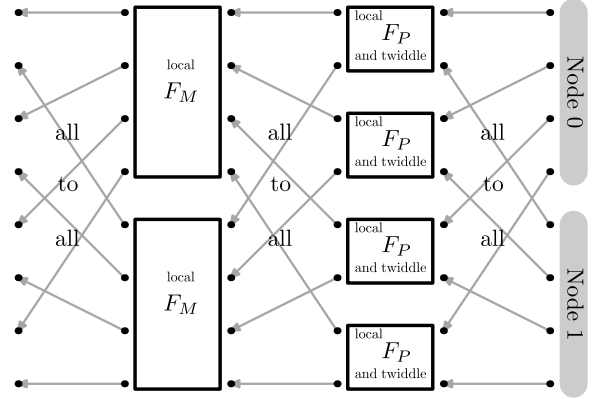 local
F_P
and twiddle
local
F_M
Node 0
all
to
all
all
to
all
all
to
all
local
F_P
and twiddle
local
F_P
and twiddle
local
F_M
Node 1
local
F_P
and twiddle